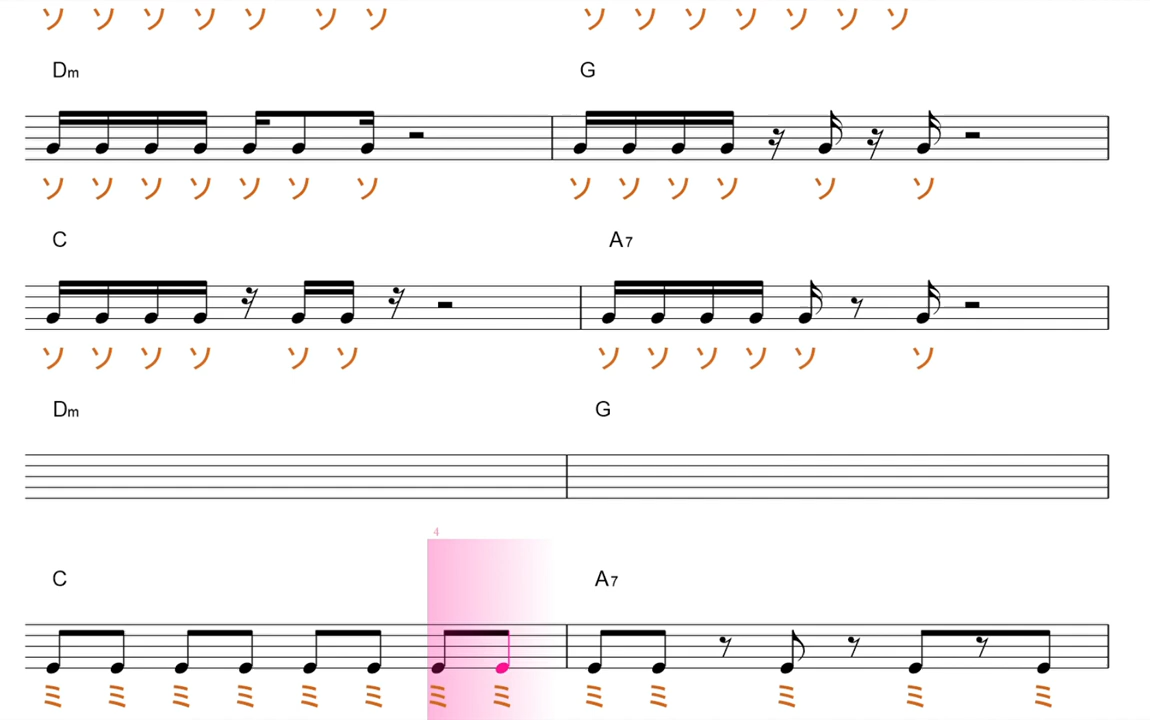 ソ ソ ソ ソ ソ ソ ソ ソ ソ ソ ソ ソ ソ ソ
Dm G
ソ ソ ソ ソ ソ ソ ソ ソ ソ ソ ソ ソ ソ
C A7
ソ ソ ソ ソ ソ ソ ソ ソ ソ ソ ソ ソ
Dm G
4
C A7
ミ ミ ミ ミ ミ ミ ミ ミ ミ ミ ミ ミ ミ